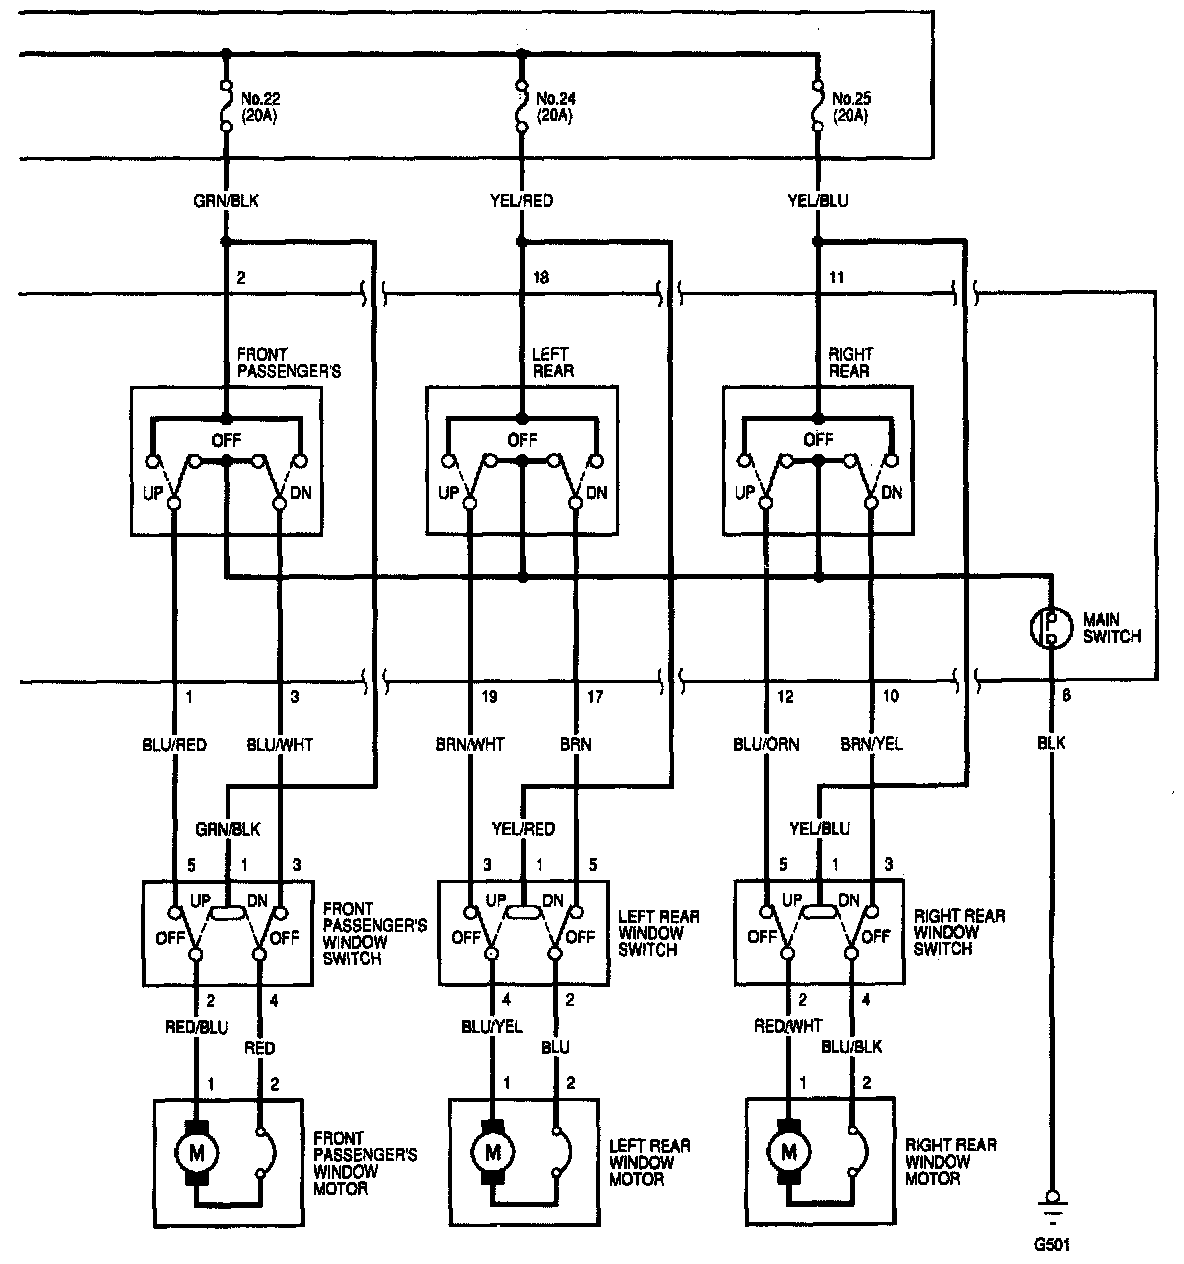 No.22
(20A)
No.24
(20A)
No.25
(20A)
GRN/BLK
YEL/RED
YEL/BLU
2
18
11
FRONT
PASSENGER'S
LEFT
REAR
RIGHT
REAR
OFF
UP
DN
OFF
UP
DN
OFF
UP
DN
MAIN
SWITCH
1
3
19
17
12
10
6
BLU/RED
BLU/WHT
BRN/WHT
BRN
BLU/ORN
BRN/YEL
BLK
GRN/BLK
YEL/RED
YEL/BLU
5
1
3
3
1
5
5
1
3
UP
DN
OFF
OFF
FRONT
PASSENGER'S
WINDOW
SWITCH
UP
DN
OFF
OFF
LEFT REAR
WINDOW
SWITCH
UP
DN
OFF
OFF
RIGHT REAR
WINDOW
SWITCH
2
4
4
2
2
4
RED/BLU
RED
BLU/YEL
BLU
RED/WHT
BLU/BLK
1
2
1
2
1
2
M
FRONT
PASSENGER'S
WINDOW
MOTOR
M
LEFT REAR
WINDOW
MOTOR
M
RIGHT REAR
WINDOW
MOTOR
G501